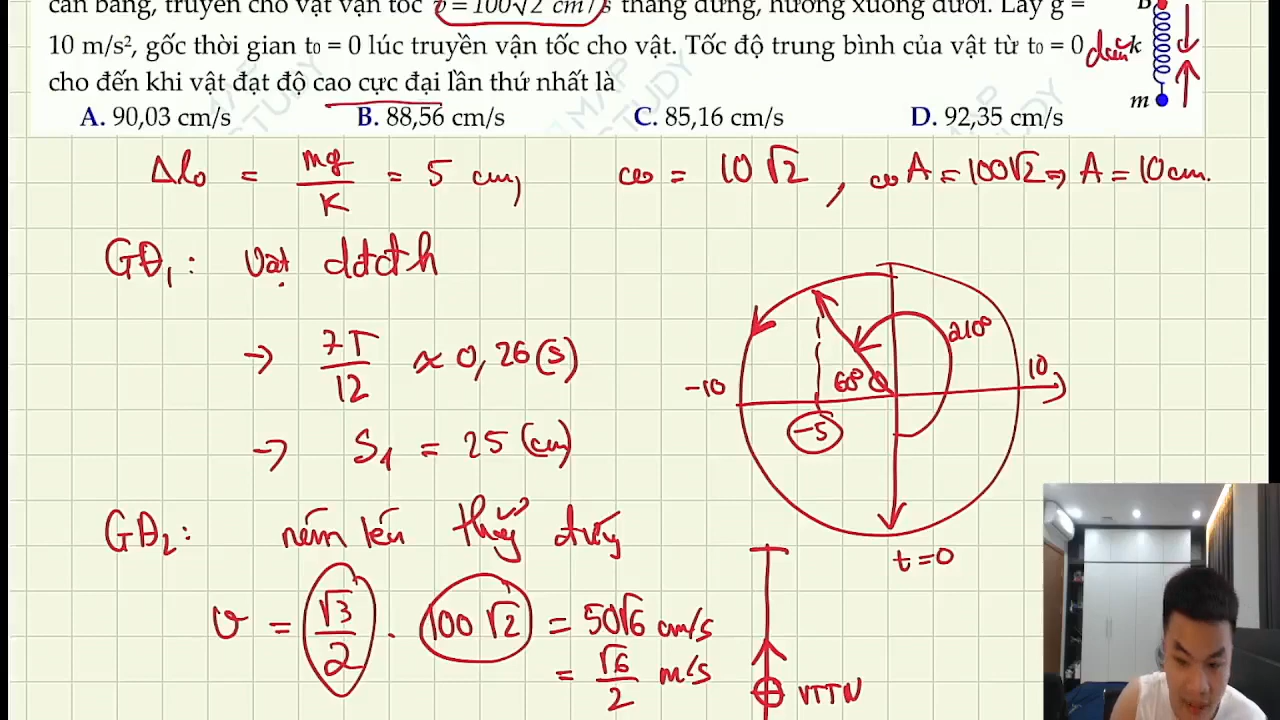 cân bằng, truyền cho vật vận tốc v = 100√2 cm/s thẳng đứng, hướng xuống dưới. Lấy g =
10 m/s², gốc thời gian t₀ = 0 lúc truyền vận tốc cho vật. Tốc độ trung bình của vật từ t₀ = 0
cho đến khi vật đạt độ cao cực đại lần thứ nhất là
k
m
A. 90,03 cm/s B. 88,56 cm/s C. 85,16 cm/s D. 92,35 cm/s
MAP STUDY
Δl₀ = mg/K = 5 cm, ω = 10√2, ωA = 100√2 => A = 10cm.
GĐ₁: Vật dđđh
→ 7T/12 ≈ 0,26(s)
→ S₁ = 25 (cm)
210°
60°
-10
10
-5
t=0
GĐ₂: ném lên thẳng đứng
v = √3/2 . 100√2 = 50√6 cm/s
= √6/2 m/s
VTTN